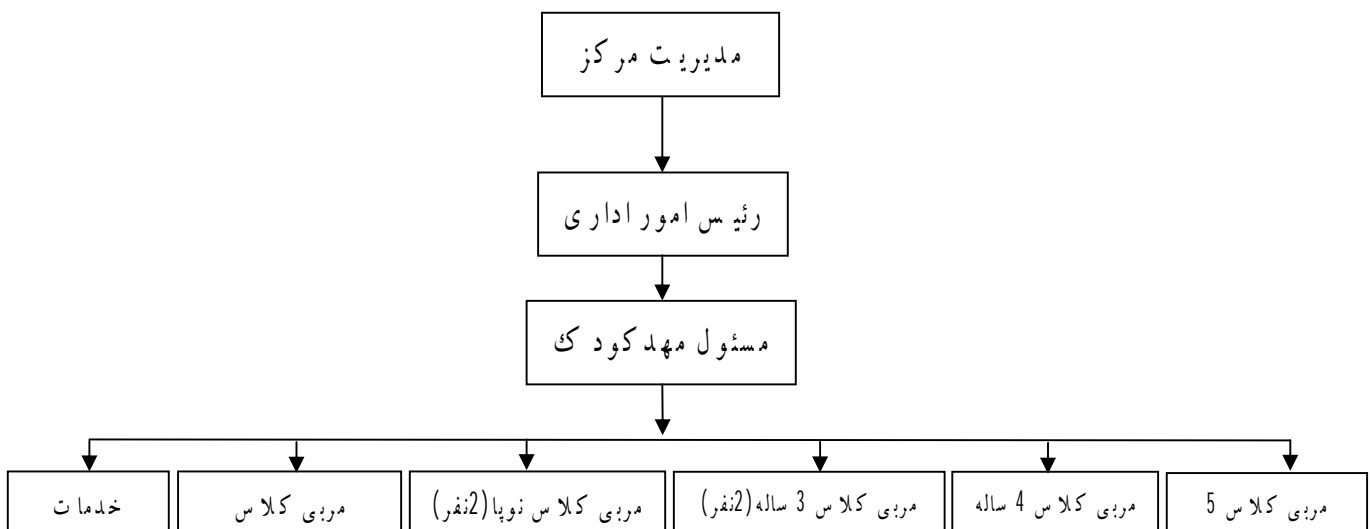 مدیریت مرکز
رئیس امور اداری
مسئول مهدکودک
مربی کلاس 5
مربی کلاس 4 ساله
مربی کلاس 3 ساله(2نفر)
مربی کلاس نوپا(2نفر)
مربی کلاس
خدمات